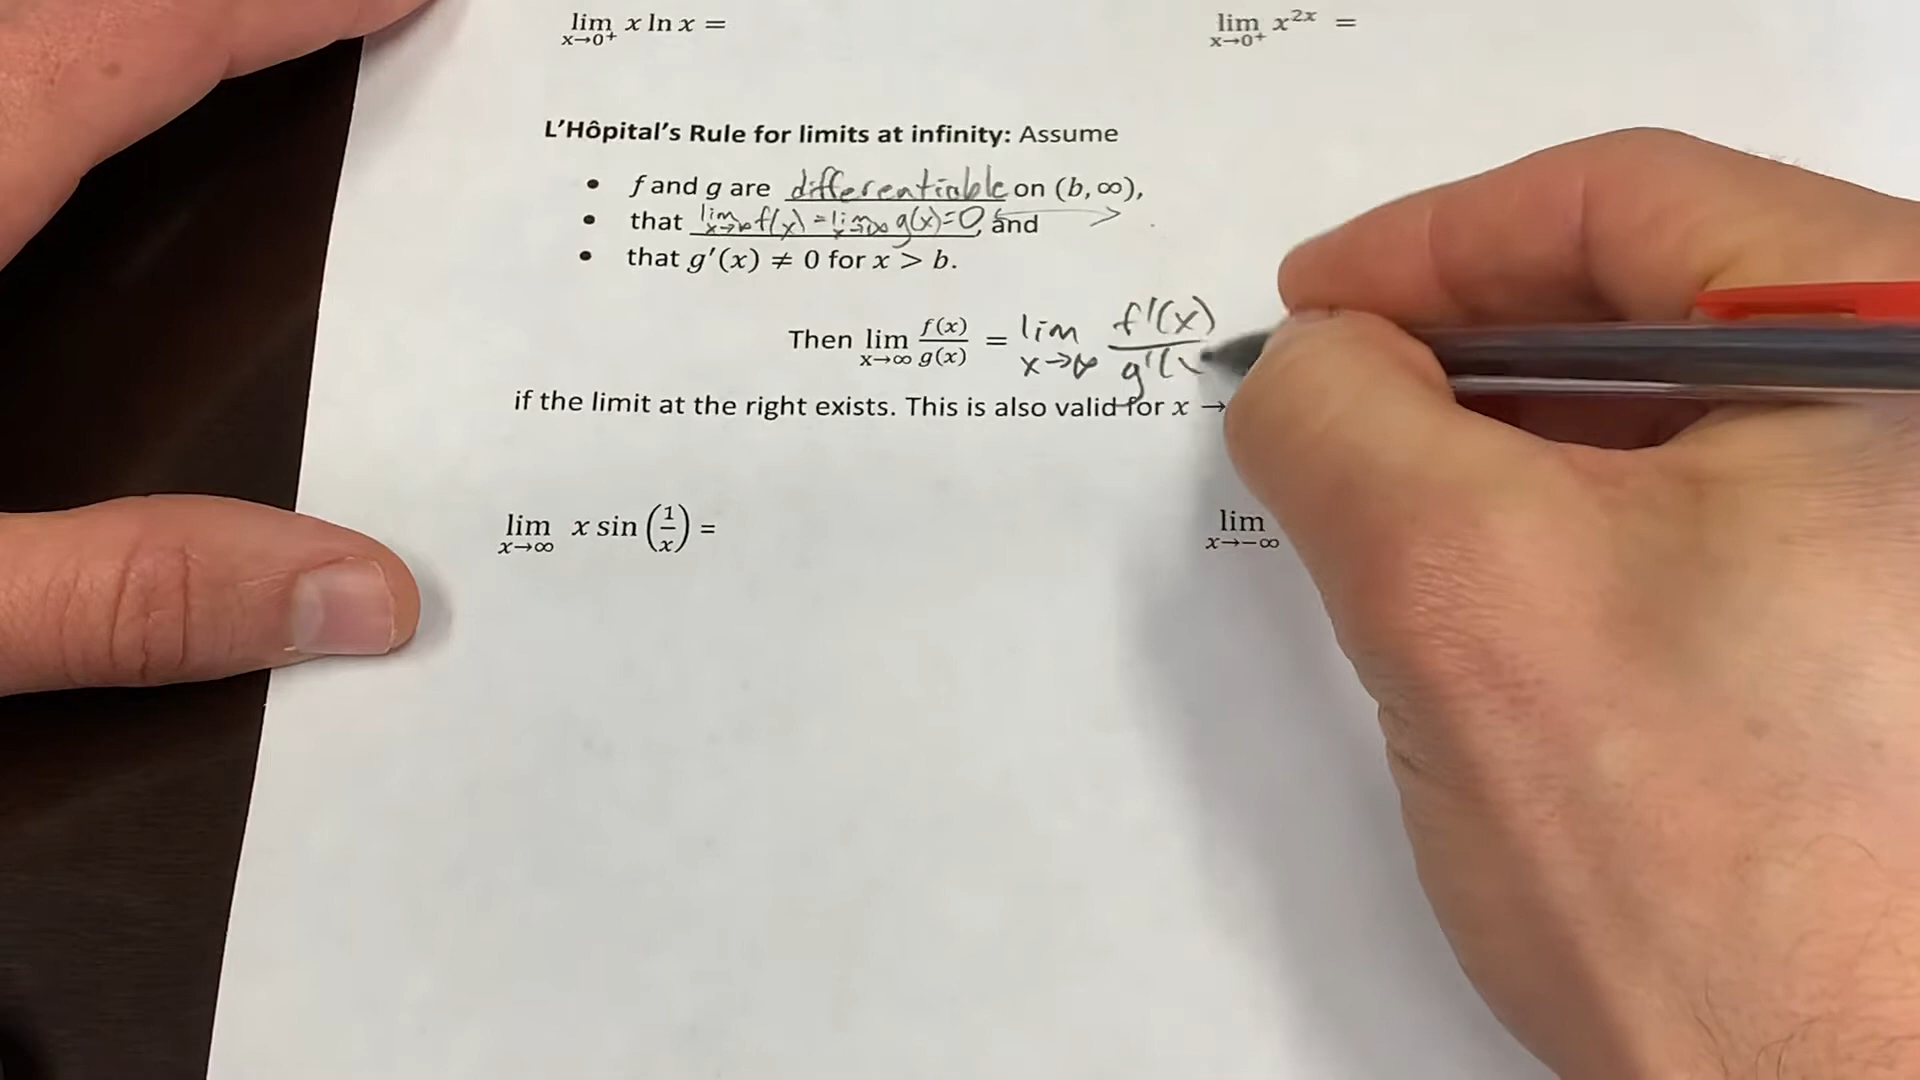 lim x→0⁺ x ln x =
lim x→0⁺ x²ˣ =
L'Hôpital's Rule for limits at infinity: Assume
• f and g are differentiable on (b, ∞),
• that lim x→∞ f(x) = lim x→∞ g(x) = 0, and
• that g′(x) ≠ 0 for x > b.
Then lim x→∞ f(x)/g(x) = lim x→∞ f'(x)/g'(x
if the limit at the right exists. This is also valid for x →
lim x→∞ x sin (1/x) =
lim x→−∞